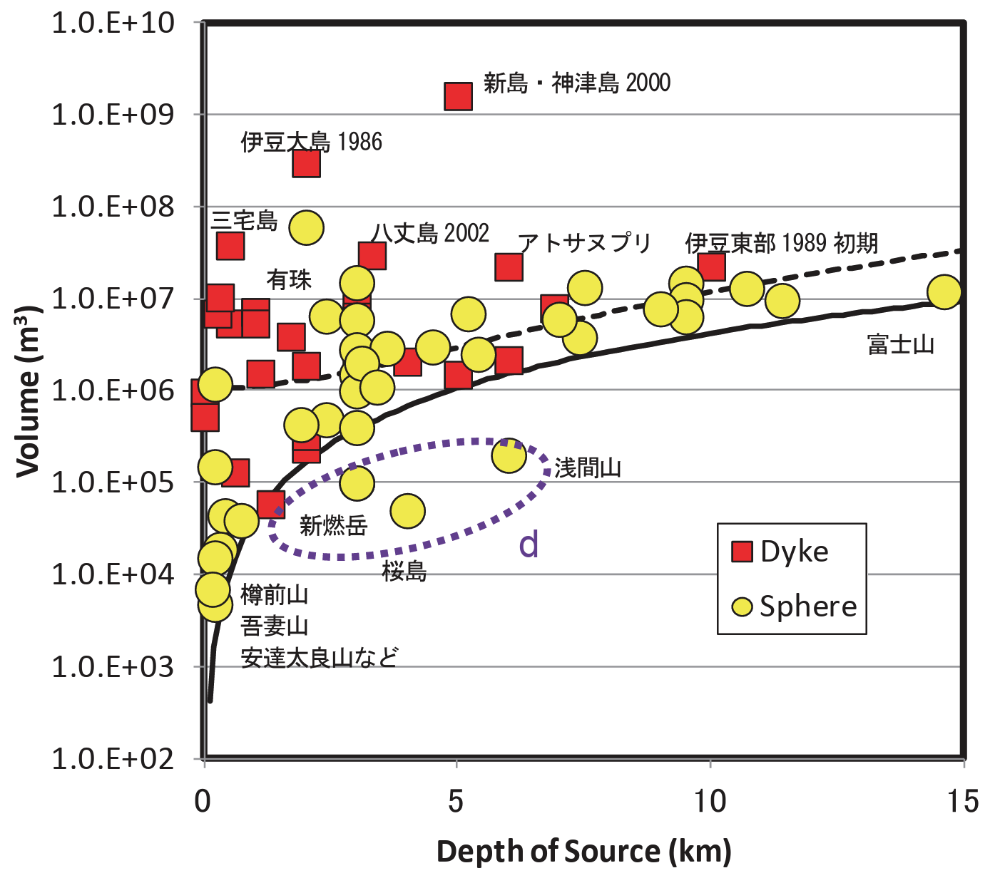 1.0.E+10
新島・神津島 2000
1.0.E+09
伊豆大島 1986
1.0.E+08
三宅島
八丈島 2002
アトサヌプリ
伊豆東部 1989 初期
有珠
1.0.E+07
富士山
1.0.E+06
Volume (m³)
浅間山
1.0.E+05
新燃岳
d
Dyke
桜島
1.0.E+04
樽前山
Sphere
吾妻山
安達太良山など
1.0.E+03
1.0.E+02
0 5 10 15
Depth of Source (km)